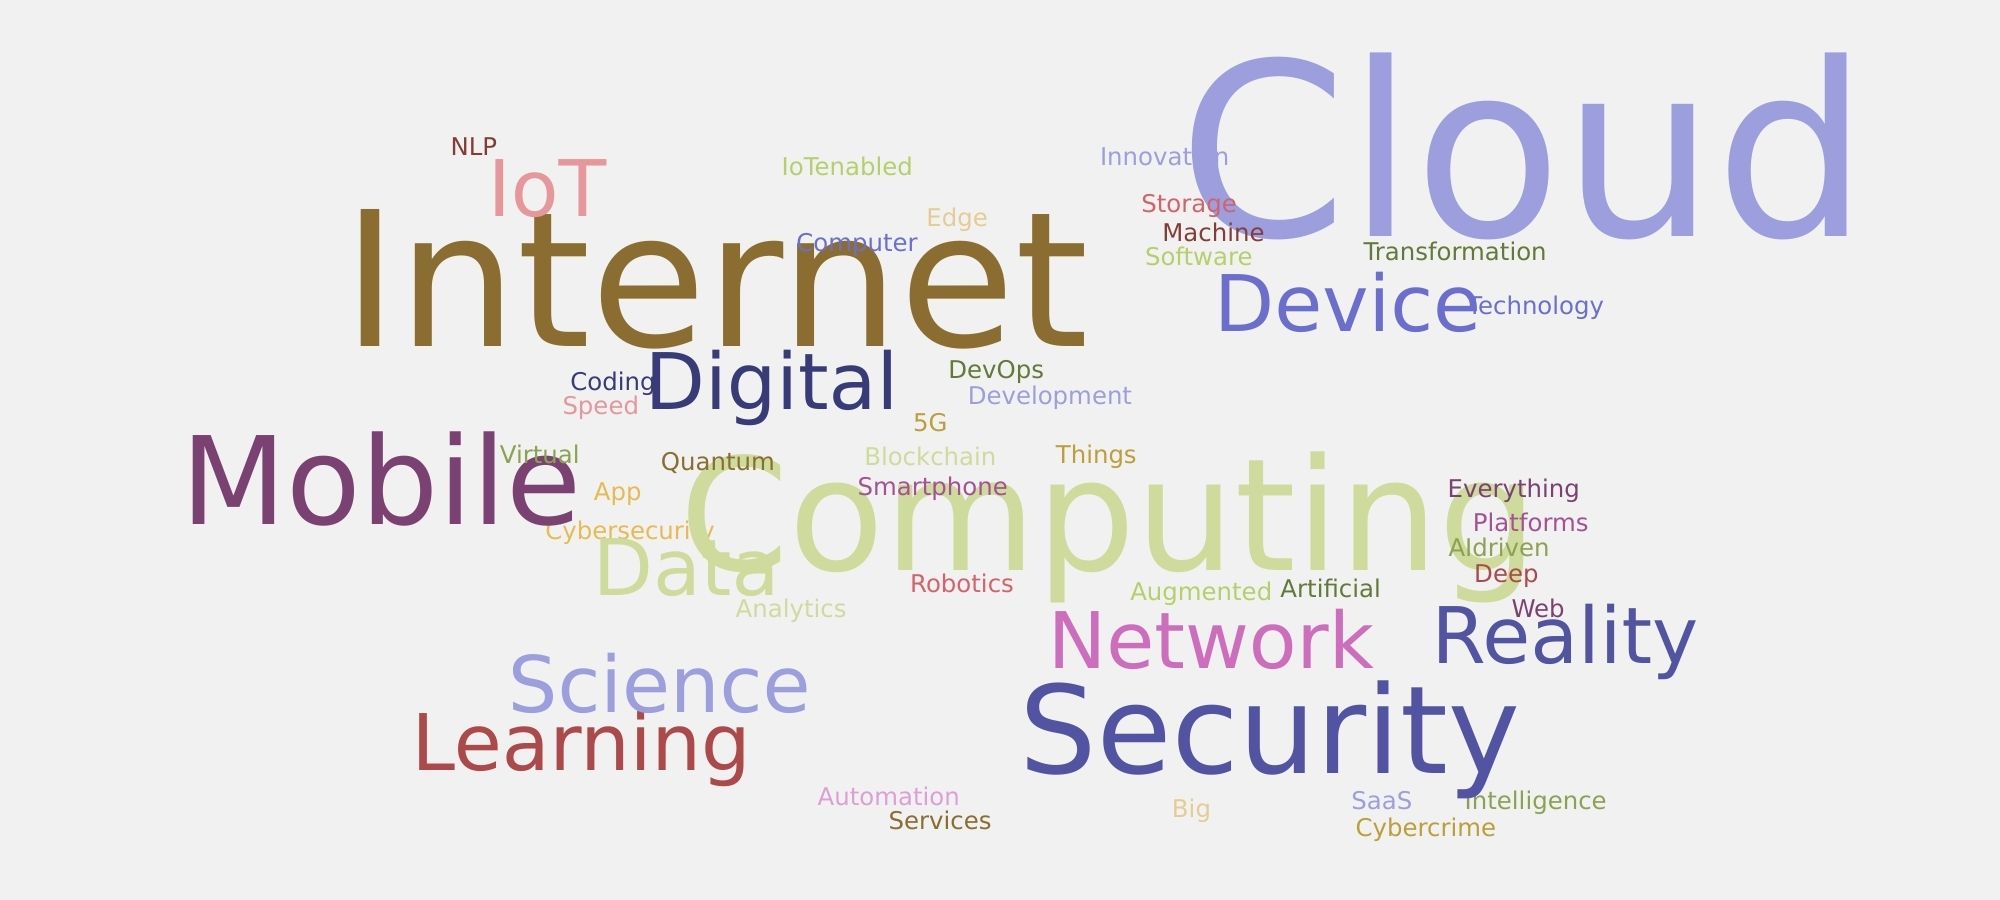 Cloud
NLP
IoT
IoTenabled
Innovation
Storage
Edge
Machine
Computer
Internet
Software
Transformation
Device
Technology
DevOps
Coding
Digital
Development
Speed
5G
Mobile
Virtual
Quantum
Blockchain
Things
App
Smartphone
Everything
Computing
Platforms
Cybersecurity
AIdriven
Data
Robotics
Deep
Augmented
Artificial
Analytics
Web
Network
Reality
Science
Security
Learning
Automation
Big
SaaS
Intelligence
Services
Cybercrime